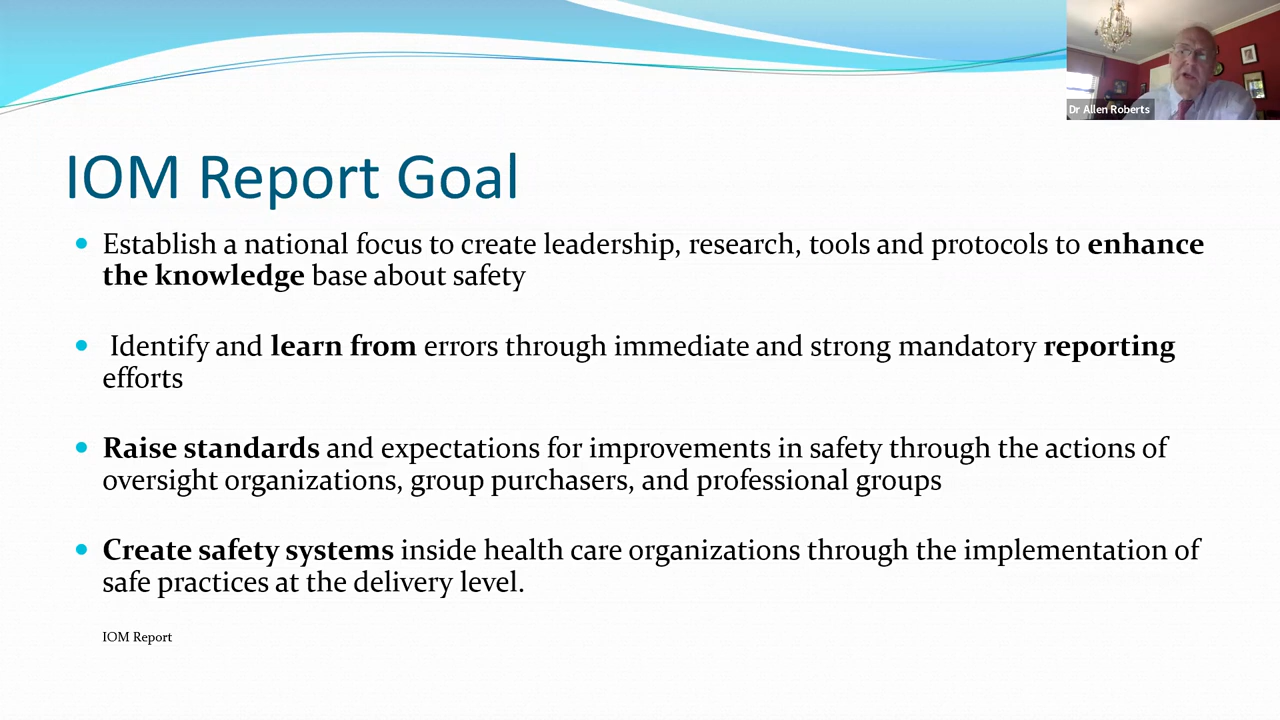 Dr Allen Roberts
IOM Report Goal
• Establish a national focus to create leadership, research, tools and protocols to enhance
the knowledge base about safety
• Identify and learn from errors through immediate and strong mandatory reporting
efforts
• Raise standards and expectations for improvements in safety through the actions of
oversight organizations, group purchasers, and professional groups
• Create safety systems inside health care organizations through the implementation of
safe practices at the delivery level.
IOM Report